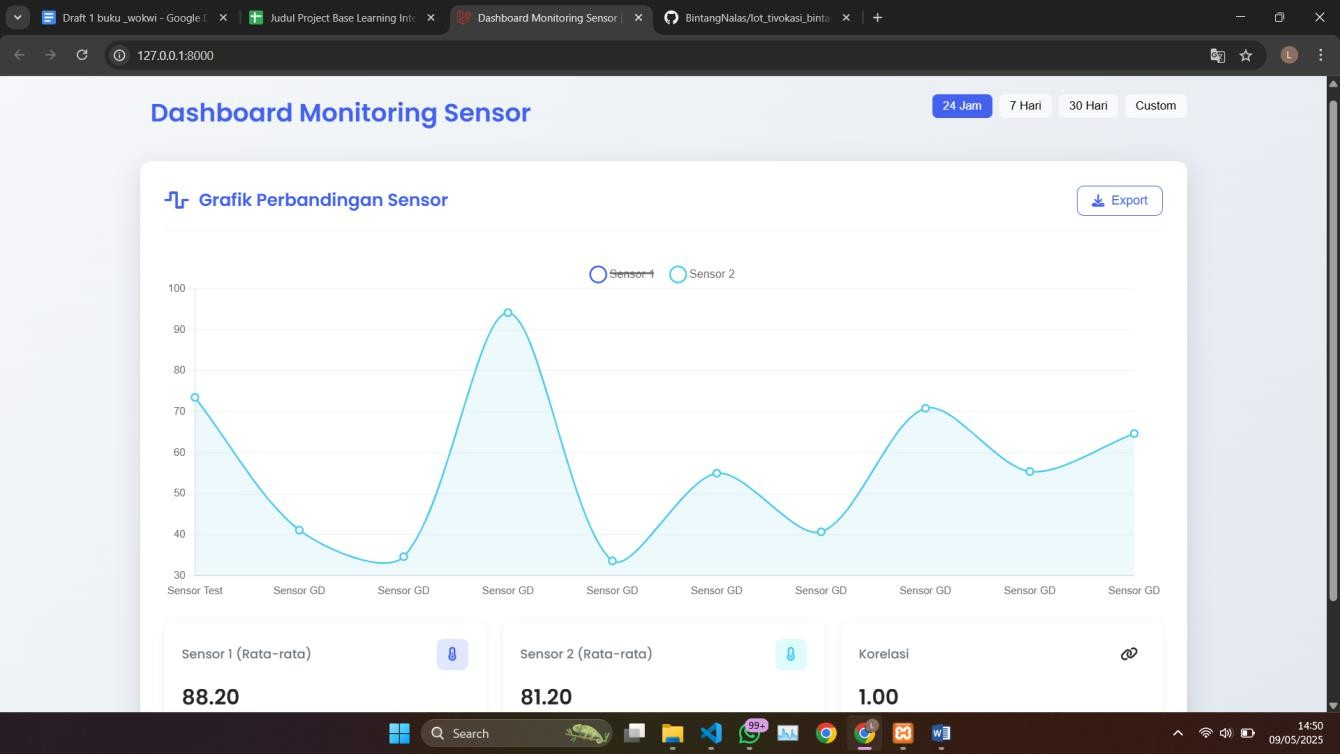 Draft 1 buku _wokwi - Google D
Judul Project Base Learning Inte
Dashboard Monitoring Sensor |
BintangNalas/Iot_tivokasi_binta
127.0.0.1:8000
L
Dashboard Monitoring Sensor
24 Jam 7 Hari 30 Hari Custom
Grafik Perbandingan Sensor
Export
Sensor 1 Sensor 2
100
90
80
70
60
50
40
30
Sensor Test Sensor GD Sensor GD Sensor GD Sensor GD Sensor GD Sensor GD Sensor GD Sensor GD Sensor GD
Sensor 1 (Rata-rata) Sensor 2 (Rata-rata) Korelasi
88.20 81.20 1.00
Search
99+
L
14:50
09/05/2025